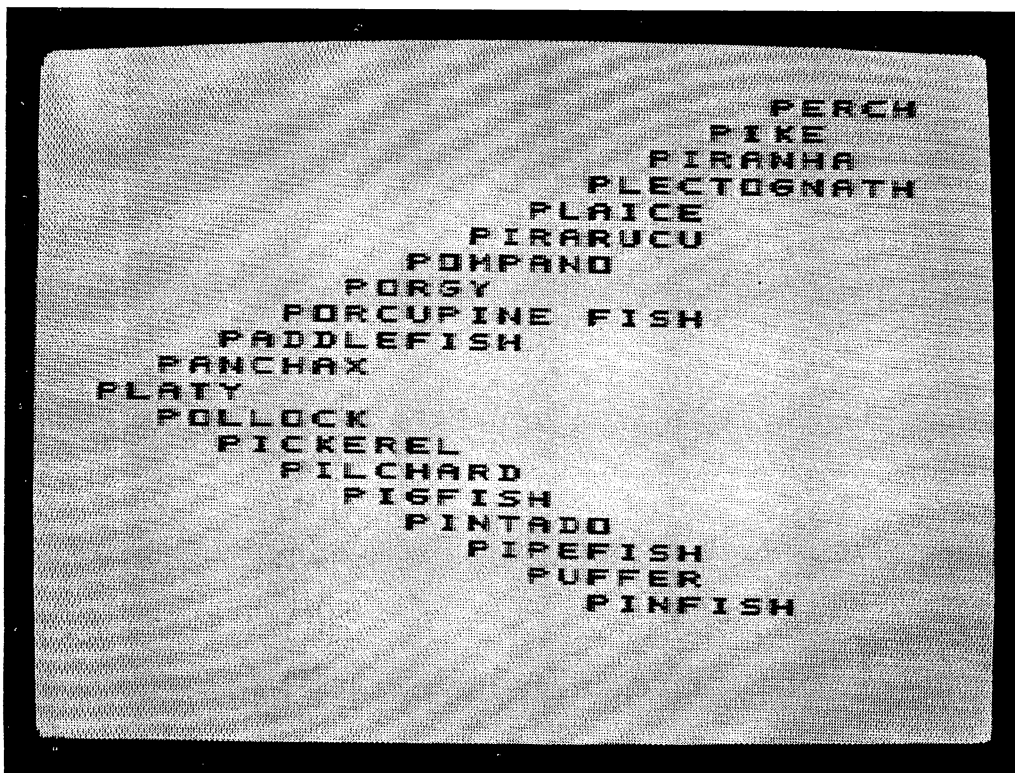 PERCH
PIKE
PIRANHA
PLECTOGNATH
PLAICE
PIRARUCU
POMPANO
PORGY
PORCUPINE FISH
PADDLEFISH
PANCHAX
PLATY
POLLOCK
PICKEREL
PILCHARD
PIGFISH
PINTADO
PIPEFISH
PUFFER
PINFISH